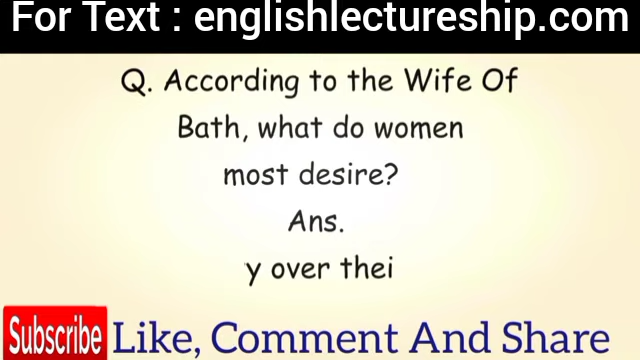 For Text : englishlectureship.com
Q. According to the Wife Of
Bath, what do women
most desire?
Ans.
y over thei
Subscribe Like, Comment And Share